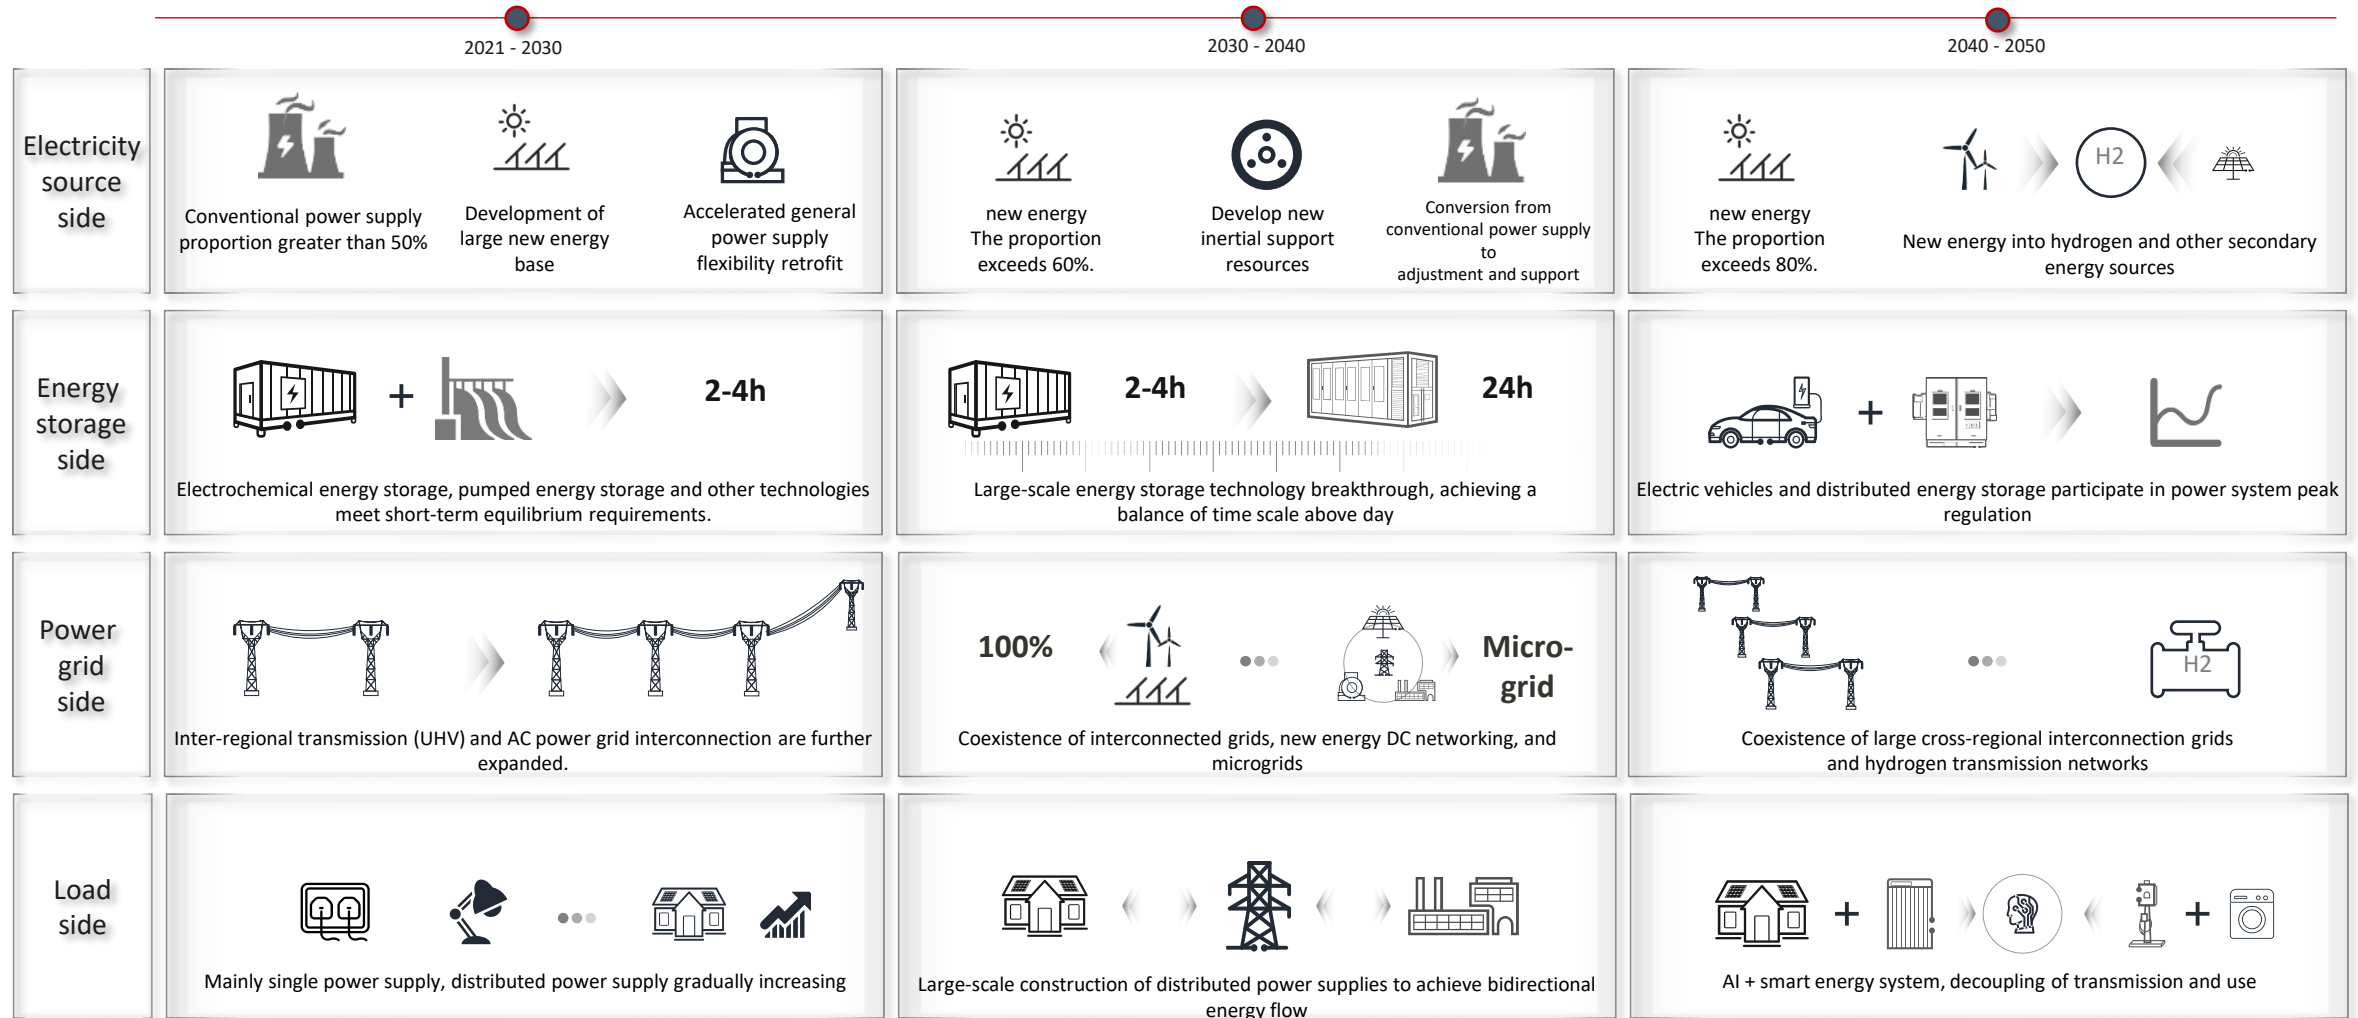 2021 - 2030
2030 - 2040
2040 - 2050
Electricity
source
side
Conventional power supply
proportion greater than 50%
Development of
large new energy
base
Accelerated general
power supply
flexibility retrofit
new energy
The proportion
exceeds 60%.
Develop new
inertial support
resources
Conversion from
conventional power supply
to
adjustment and support
new energy
The proportion
exceeds 80%.
H2
New energy into hydrogen and other secondary
energy sources
Energy
storage
side
+
2-4h
Electrochemical energy storage, pumped energy storage and other technologies
meet short-term equilibrium requirements.
2-4h
24h
Large-scale energy storage technology breakthrough, achieving a
balance of time scale above day
+
Electric vehicles and distributed energy storage participate in power system peak
regulation
Power
grid
side
Inter-regional transmission (UHV) and AC power grid interconnection are further
expanded.
100%
Micro-
grid
Coexistence of interconnected grids, new energy DC networking, and
microgrids
H2
Coexistence of large cross-regional interconnection grids
and hydrogen transmission networks
Load
side
Mainly single power supply, distributed power supply gradually increasing
Large-scale construction of distributed power supplies to achieve bidirectional
energy flow
+
+
AI + smart energy system, decoupling of transmission and use